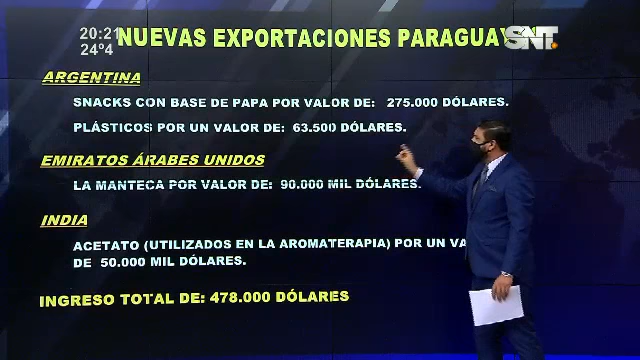 20:21
24°4
NUEVAS EXPORTACIONES PARAGUAY
SNT.
ARGENTINA
SNACKS CON BASE DE PAPA POR VALOR DE: 275.000 DÓLARES.
PLÁSTICOS POR UN VALOR DE: 63.500 DÓLARES.
EMIRATOS ÁRABES UNIDOS
LA MANTECA POR VALOR DE: 90.000 MIL DÓLARES.
INDIA
ACETATO (UTILIZADOS EN LA AROMATERAPIA) POR UN VA
DE 50.000 MIL DÓLARES.
INGRESO TOTAL DE: 478.000 DÓLARES